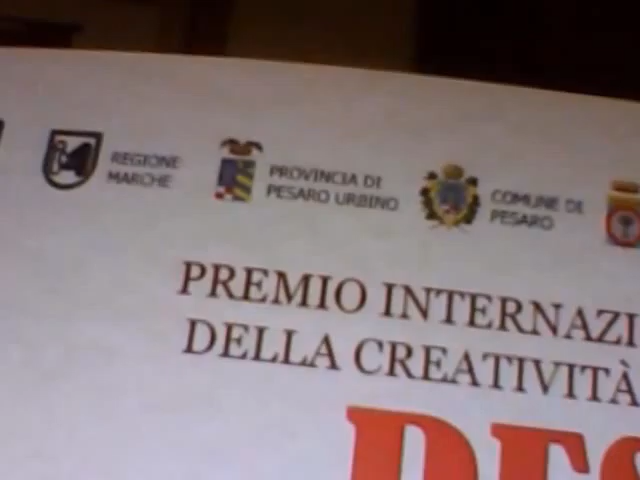 REGIONE
MARCHE
PROVINCIA DI
PESARO URBINO
COMUNE DI
PESARO
PREMIO INTERNAZI
DELLA CREATIVITÀ